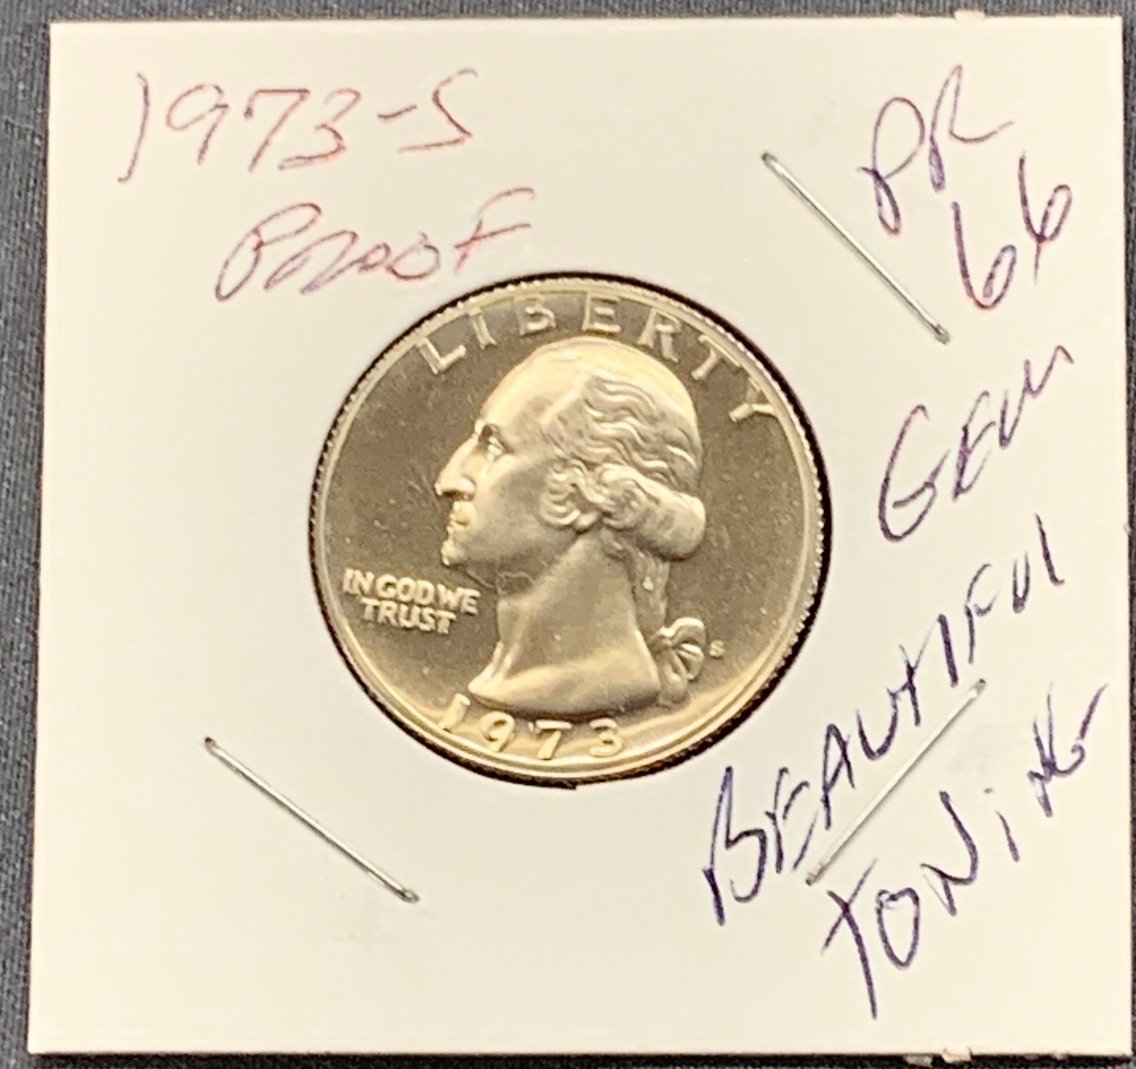 1973-S
PROOF
PR
66
GEM
BEAUTIFUL
TONING
LIBERTY
IN GOD WE
TRUST
S
1973